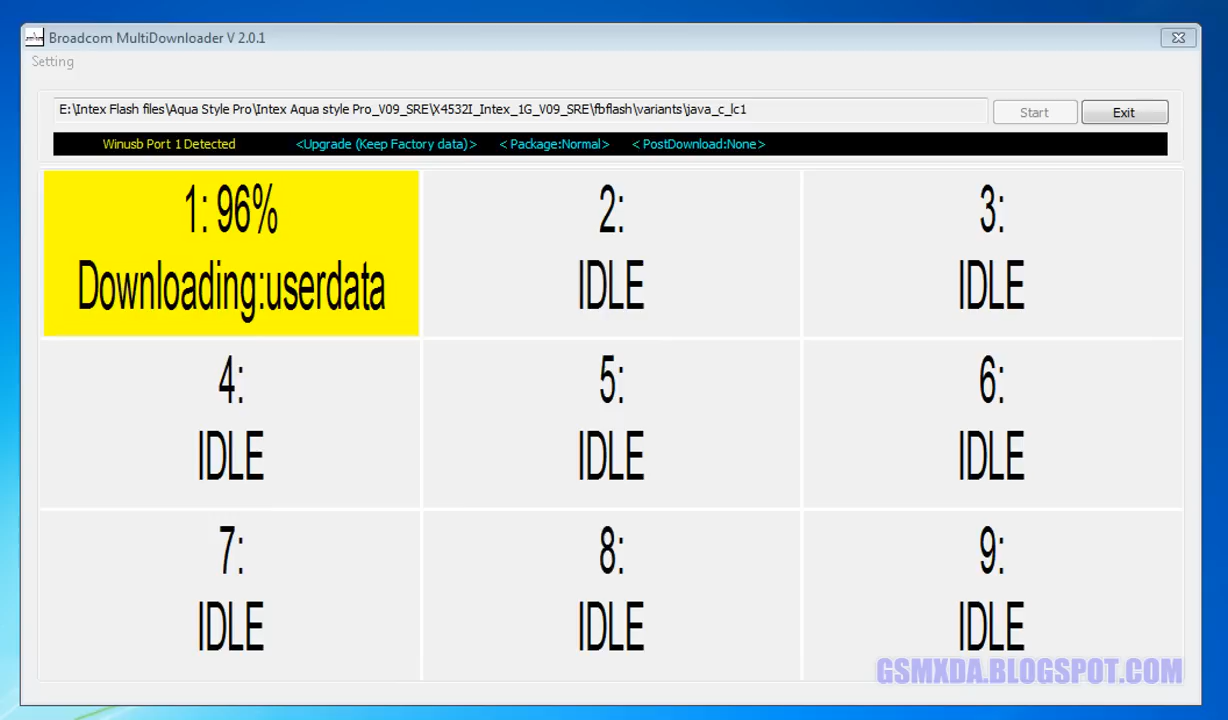 Broadcom MultiDownloader V 2.0.1
Setting
E:\Intex Flash files\Aqua Style Pro\Intex Aqua style Pro_V09_SRE\X4532I_Intex_1G_V09_SRE\fbflash\variants\java_c_lc1
Start
Exit
Winusb Port 1 Detected <Upgrade (Keep Factory data)> < Package:Normal> < PostDownload:None>
1: 96%
Downloading:userdata
2:
IDLE
3:
IDLE
4:
IDLE
5:
IDLE
6:
IDLE
7:
IDLE
8:
IDLE
9:
IDLE
GSMXDA.BLOGSPOT.COM